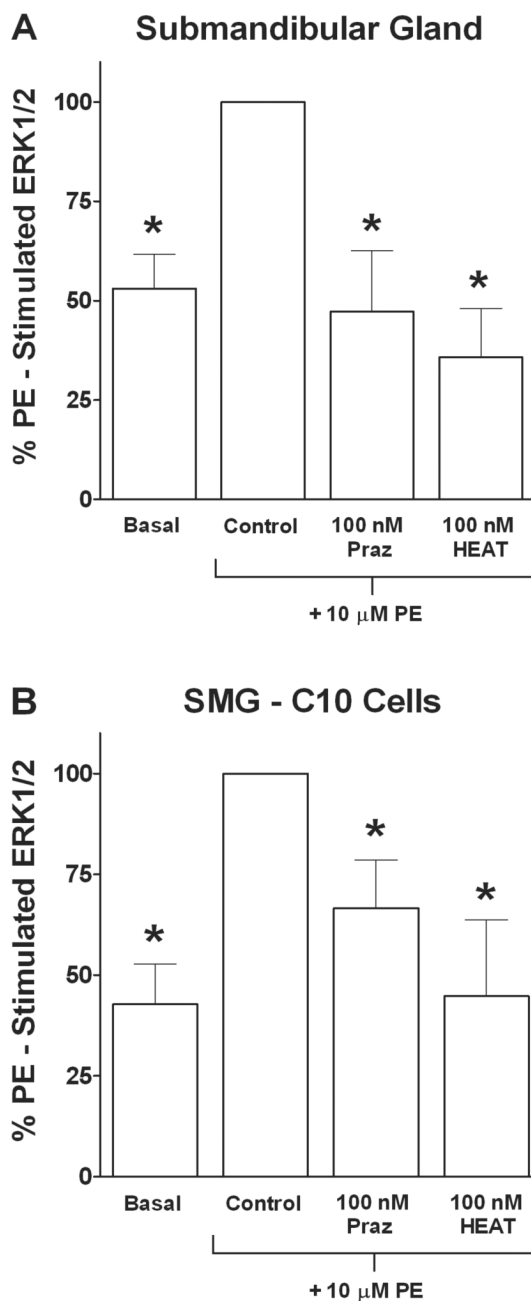 A Submandibular Gland
% PE - Stimulated ERK1/2
100
75
50
25
0
*
*
*
Basal
Control
100 nM
Praz
100 nM
HEAT
+ 10 μM PE
B SMG - C10 Cells
% PE - Stimulated ERK1/2
100
75
50
25
0
*
*
*
Basal
Control
100 nM
Praz
100 nM
HEAT
+ 10 μM PE